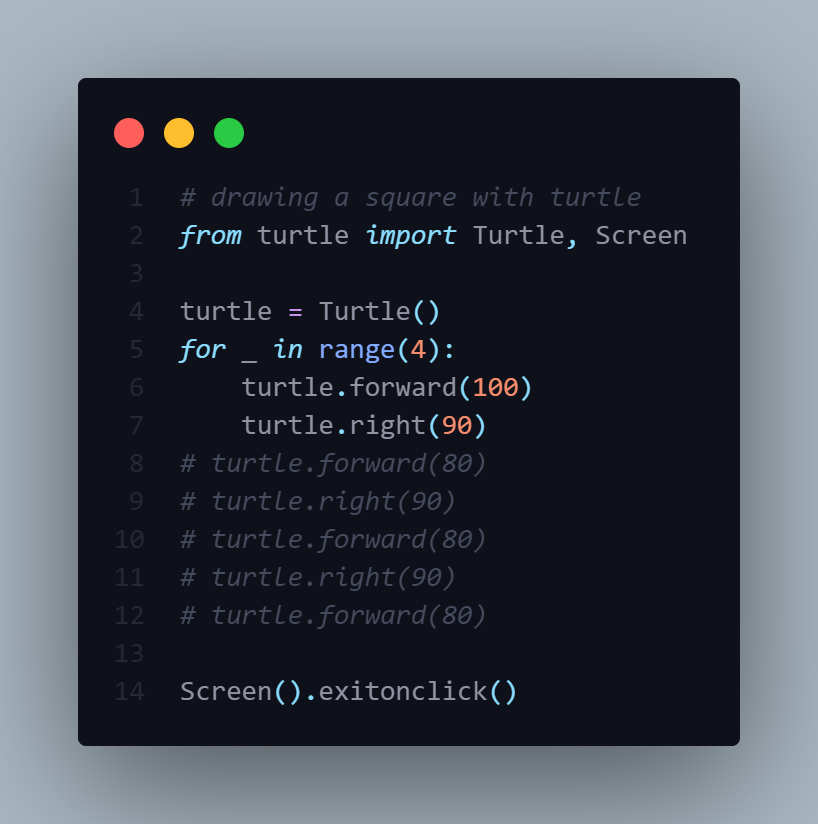 1 # drawing a square with turtle
2 from turtle import Turtle, Screen
3
4 turtle = Turtle()
5 for _ in range(4):
6     turtle.forward(100)
7     turtle.right(90)
8 # turtle.forward(80)
9 # turtle.right(90)
10 # turtle.forward(80)
11 # turtle.right(90)
12 # turtle.forward(80)
13
14 Screen().exitonclick()